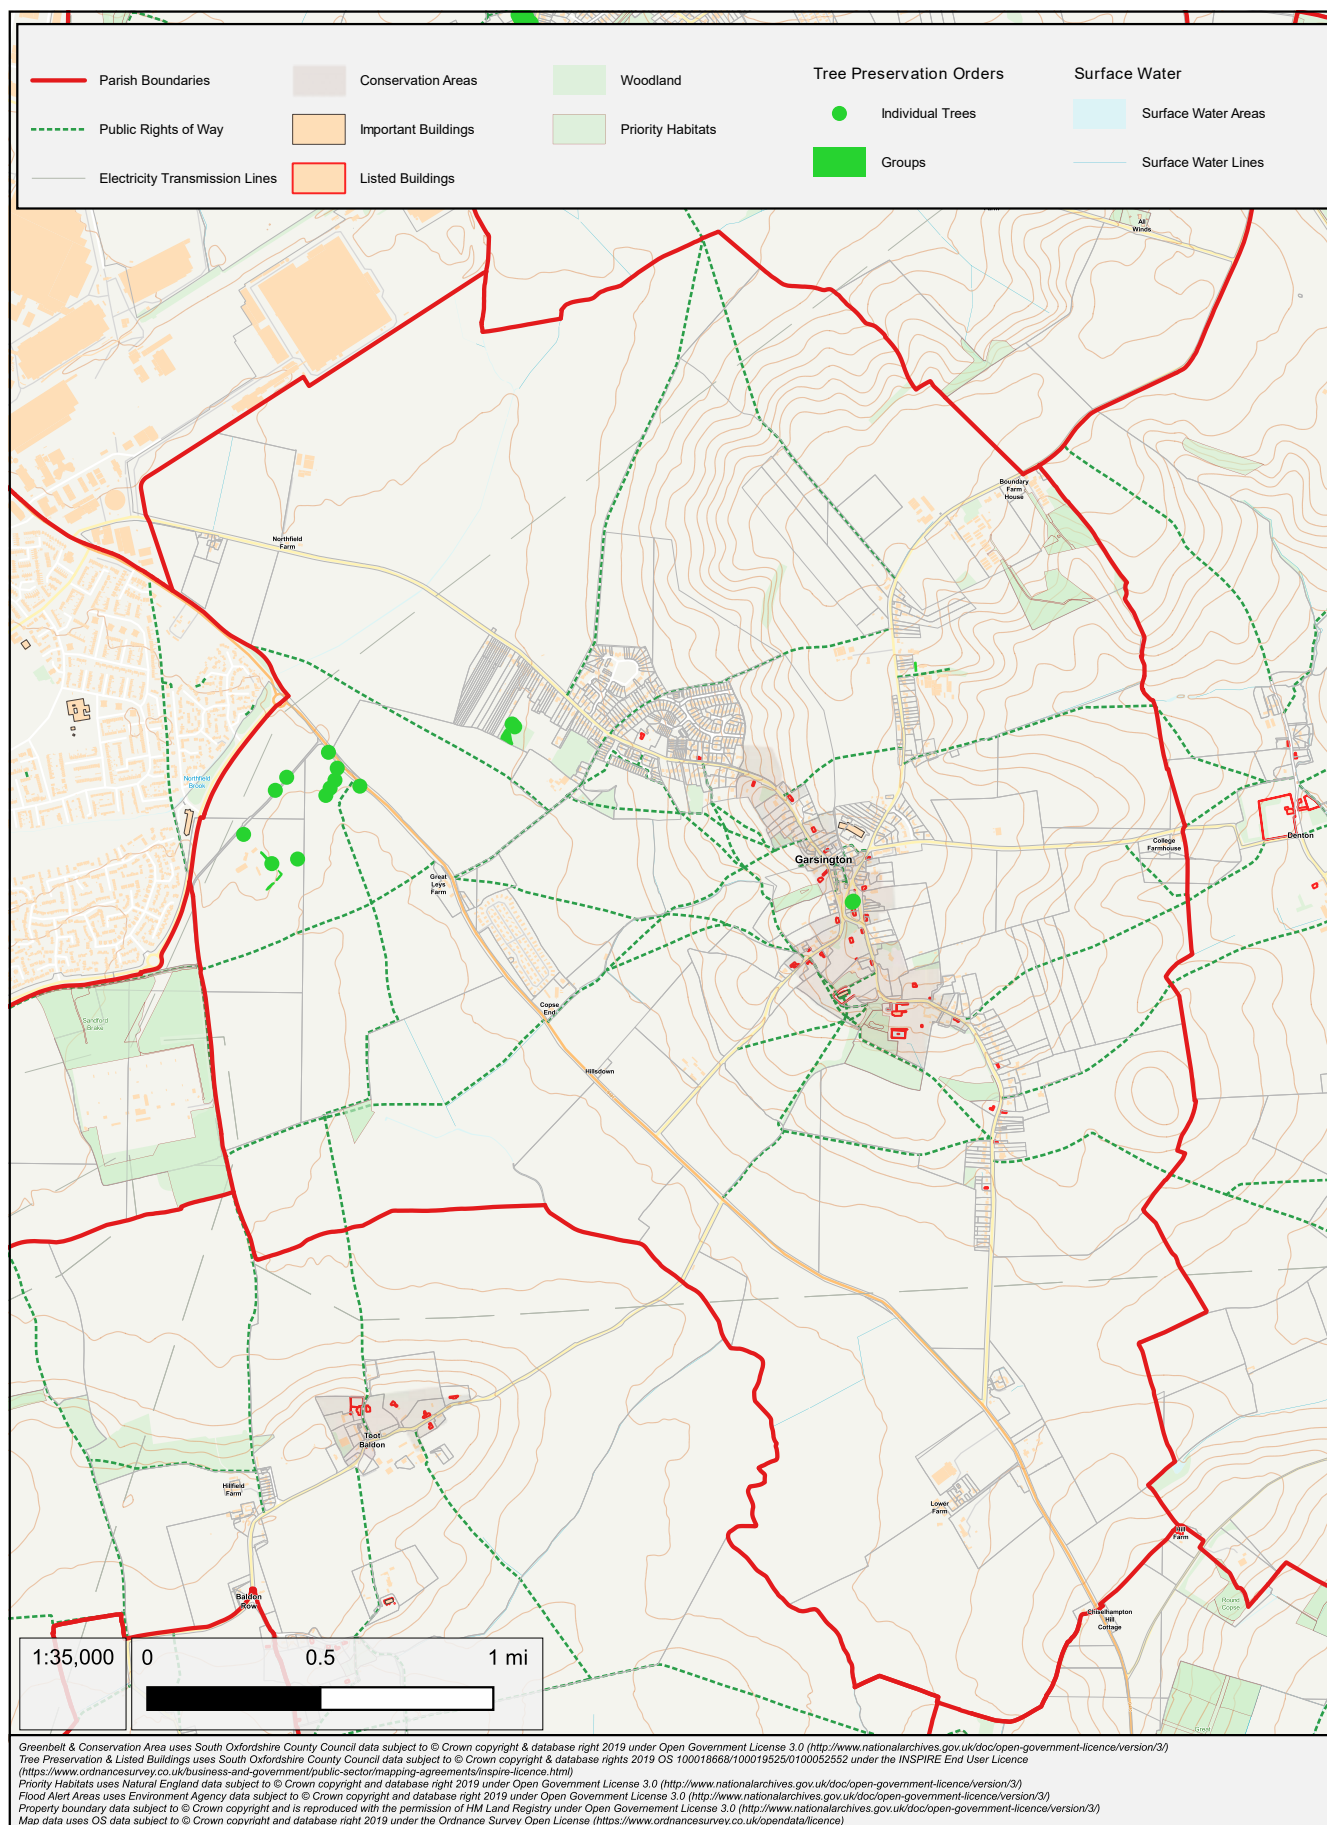 Parish Boundaries
Public Rights of Way
Electricity Transmission Lines
Conservation Areas
Important Buildings
Listed Buildings
Woodland
Priority Habitats
Tree Preservation Orders
Individual Trees
Groups
Surface Water
Surface Water Areas
Surface Water Lines
All
Winds
Boundary
Farm
House
Northfield
Farm
Northfield
Brook
Garsington
College
Farmhouse
Denton
Great
Leys
Farm
Copse
End
Sandford
Brake
Hillsdown
Toot
Baldon
Hillfield
Farm
Lower
Farm
Hill
Farm
Baldon
Row
Round
Copse
Chiselhampton
Hill
Cottage
Great
1:35,000
0 0.5 1 mi
Greenbelt & Conservation Area uses South Oxfordshire County Council data subject to © Crown copyright & database right 2019 under Open Government License 3.0 (http://www.nationalarchives.gov.uk/doc/open-government-licence/version/3/)
Tree Preservation & Listed Buildings uses South Oxfordshire County Council data subject to © Crown copyright & database rights 2019 OS 100018668/100019525/0100052552 under the INSPIRE End User Licence
(https://www.ordnancesurvey.co.uk/business-and-government/public-sector/mapping-agreements/inspire-licence.html)
Priority Habitats uses Natural England data subject to © Crown copyright and database right 2019 under Open Government License 3.0 (http://www.nationalarchives.gov.uk/doc/open-government-licence/version/3/)
Flood Alert Areas uses Environment Agency data subject to © Crown copyright and database right 2019 under Open Government License 3.0 (http://www.nationalarchives.gov.uk/doc/open-government-licence/version/3/)
Property boundary data subject to © Crown copyright and is reproduced with the permission of HM Land Registry under Open Governement License 3.0 (http://www.nationalarchives.gov.uk/doc/open-government-licence/version/3/)
Map data uses OS data subject to © Crown copyright and database right 2019 under the Ordnance Survey Open License (https://www.ordnancesurvey.co.uk/opendata/licence)